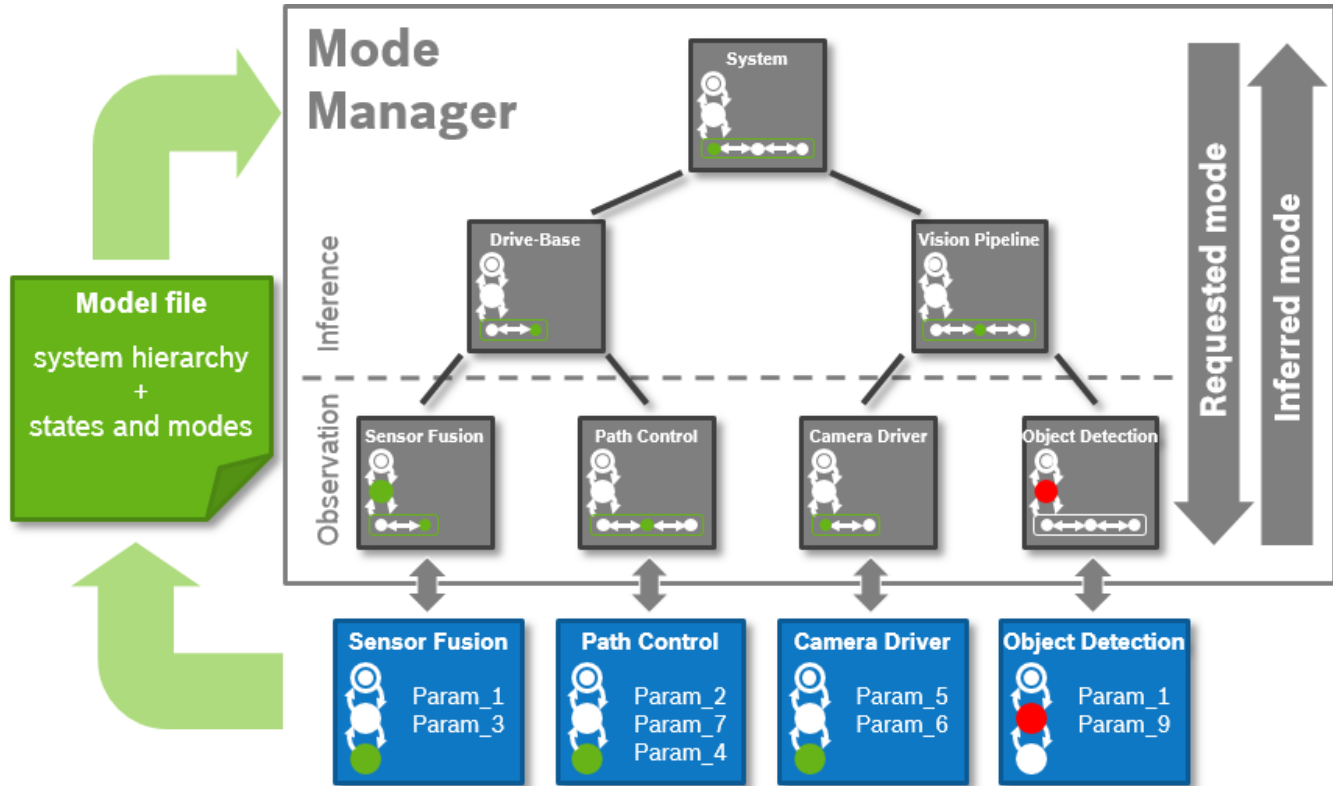 Mode
Manager
System
Drive-Base
Vision Pipeline
Inference
Requested mode
Inferred mode
Model file
system hierarchy
+
states and modes
Observation
Sensor Fusion
Path Control
Camera Driver
Object Detection
Sensor Fusion
Param_1
Param_3
Path Control
Param_2
Param_7
Param_4
Camera Driver
Param_5
Param_6
Object Detection
Param_1
Param_9